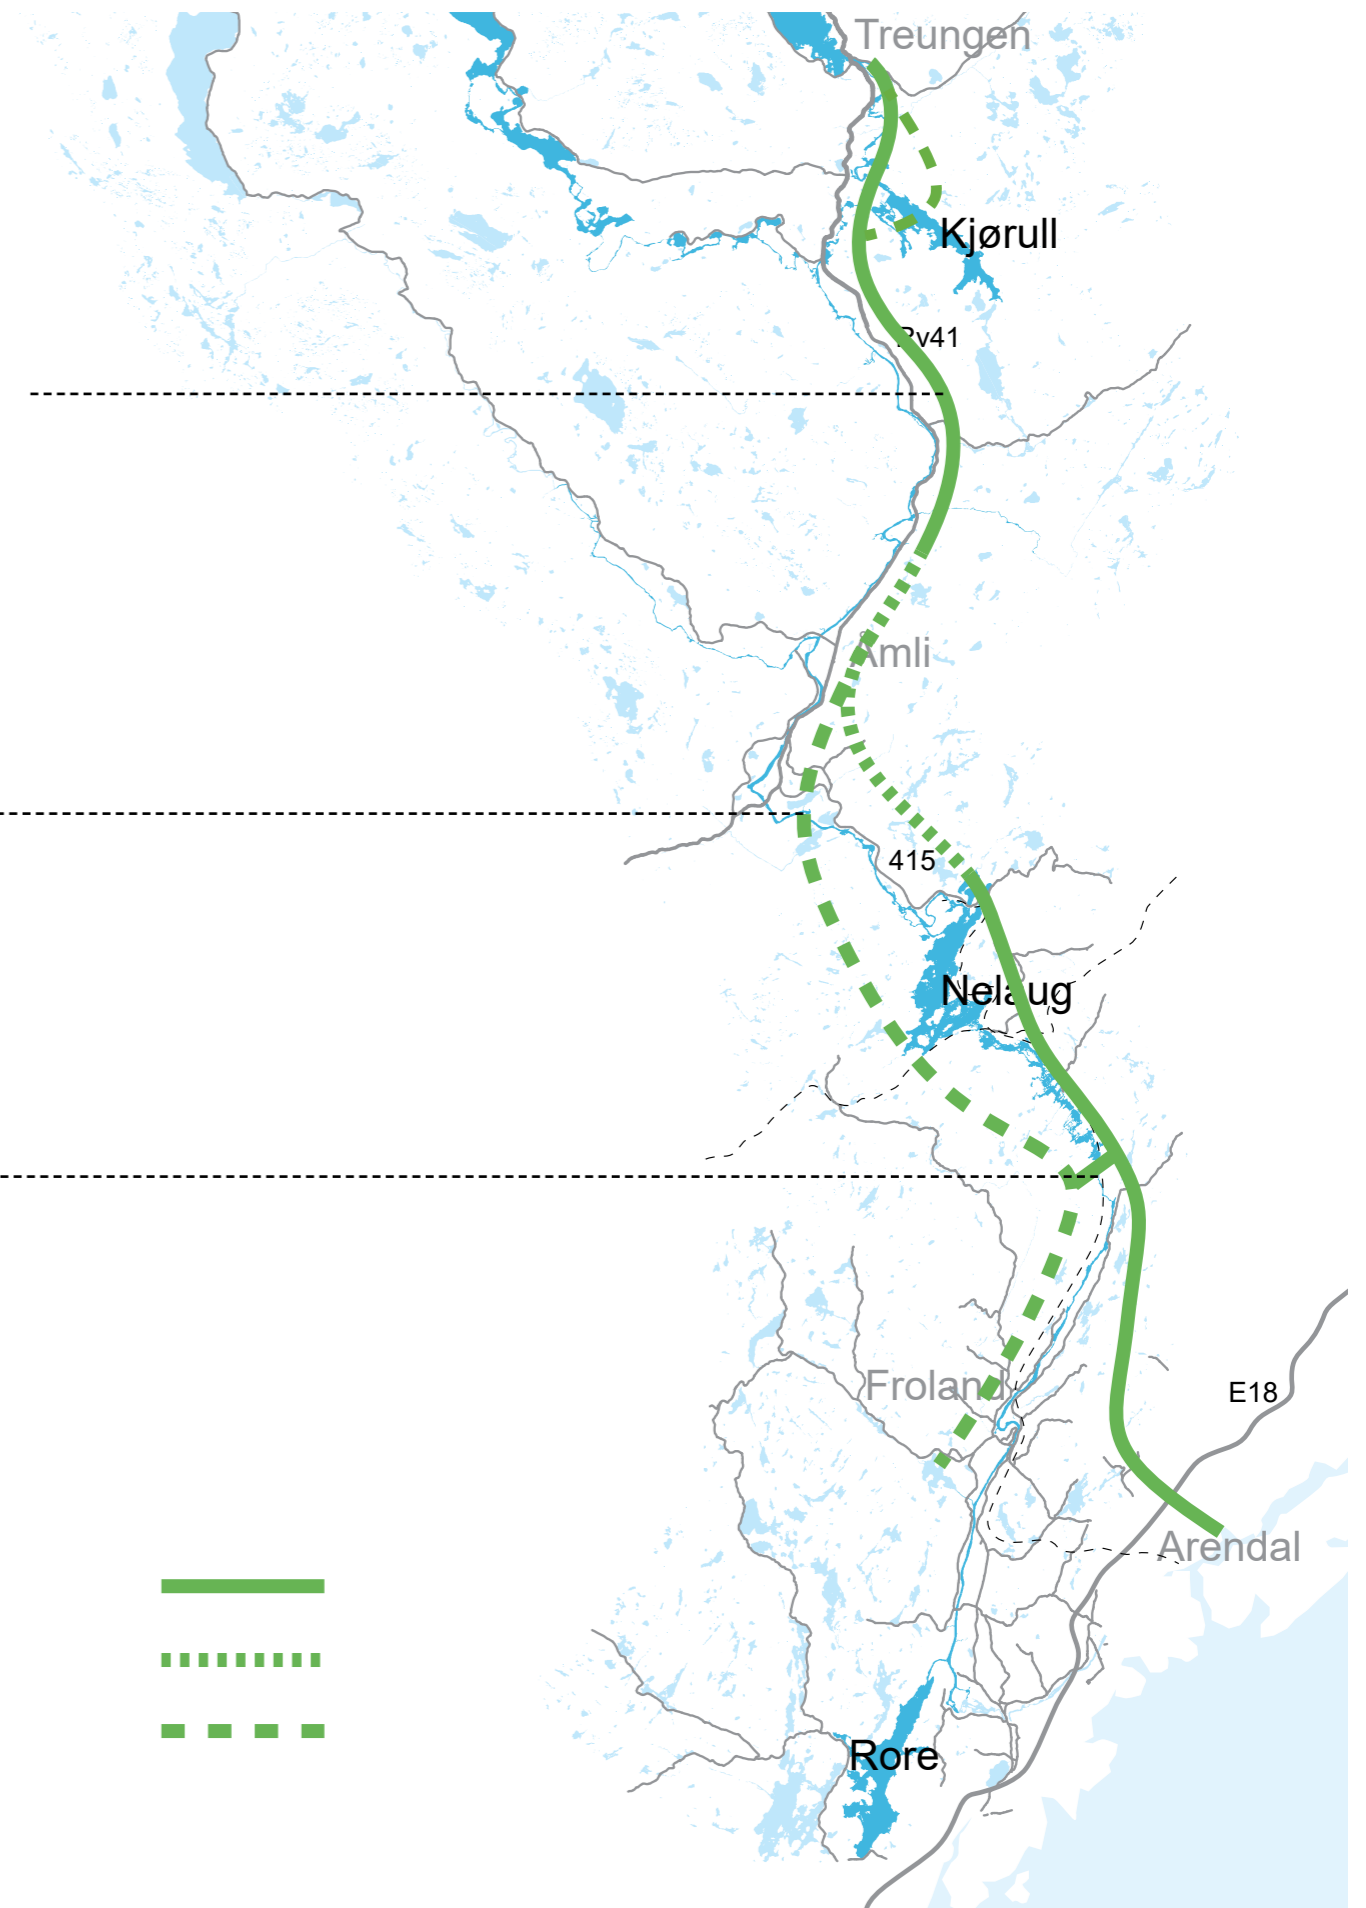 Treungen
Kjørull
Rv41
Åmli
415
Nelaug
Froland
E18
Arendal
Rore